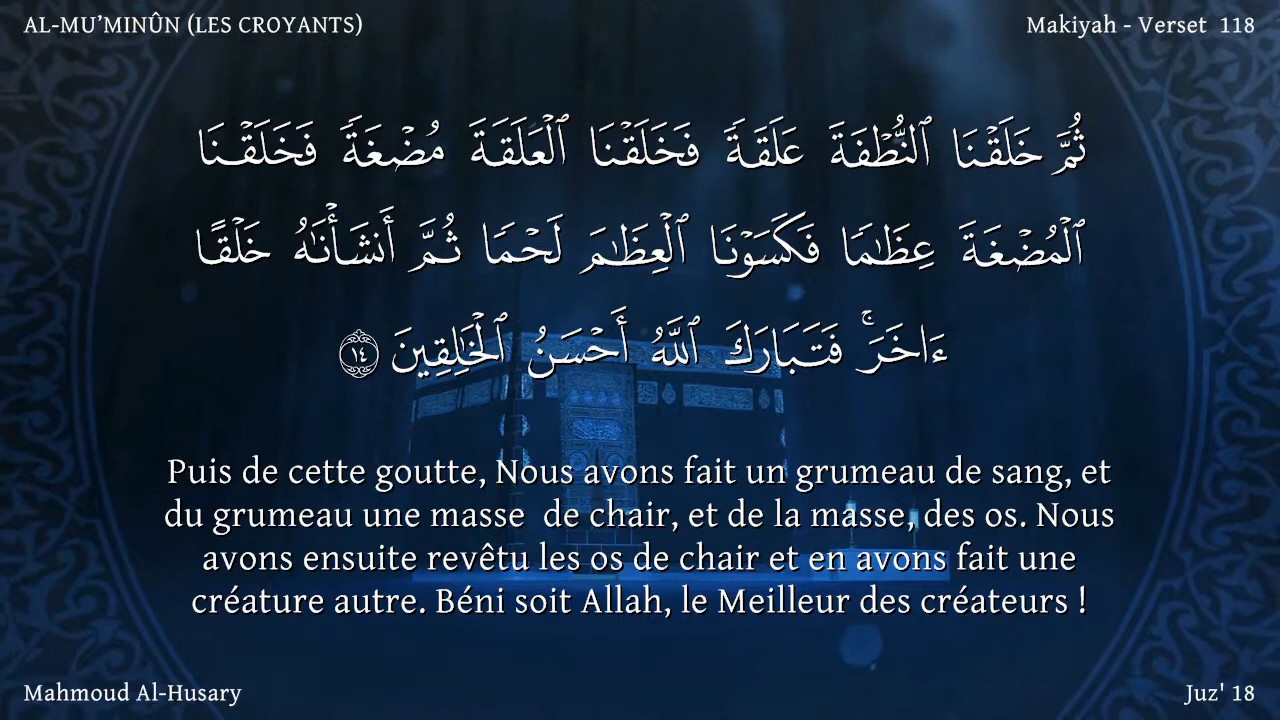 AL-MU’MINÛN (LES CROYANTS)
Makiyah - Verset  118
ثُمَّ خَلَقْنَا ٱلنُّطْفَةَ عَلَقَةً فَخَلَقْنَا ٱلْعَلَقَةَ مُضْغَةً فَخَلَقْنَا
ٱلْمُضْغَةَ عِظَٰمًا فَكَسَوْنَا ٱلْعِظَٰمَ لَحْمًا ثُمَّ أَنشَأْنَٰهُ خَلْقًا
ءَاخَرَ ۚ فَتَبَارَكَ ٱللَّهُ أَحْسَنُ ٱلْخَٰلِقِينَ ١٤
Puis de cette goutte, Nous avons fait un grumeau de sang, et
du grumeau une masse  de chair, et de la masse, des os. Nous
avons ensuite revêtu les os de chair et en avons fait une
créature autre. Béni soit Allah, le Meilleur des créateurs !
Mahmoud Al-Husary
Juz' 18